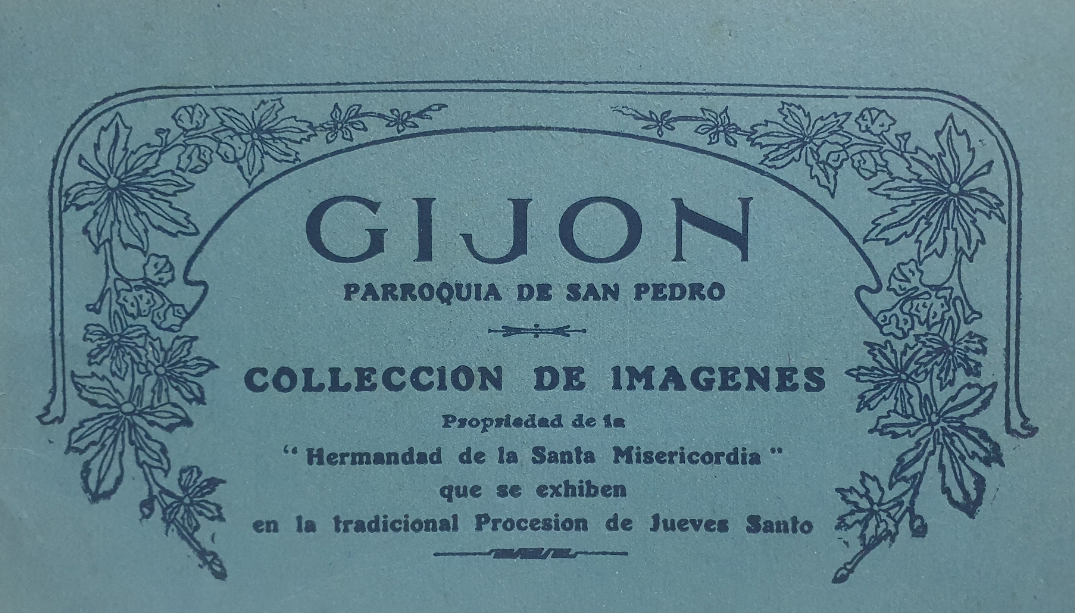 GIJON
PARROQUIA DE SAN PEDRO
COLLECCION DE IMAGENES
Propriedad de la
“ Hermandad de la Santa Misericordia ”
que se exhiben
en la tradicional Procesion de Jueves Santo